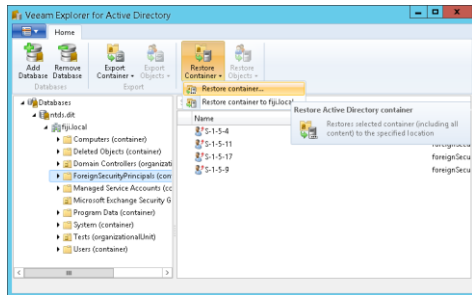 Veeam Explorer for Active Directory
Home
Add Database
Remove Database
Export Container
Export Objects
Restore Container
Restore Objects
Databases
Export
Restore container...
Restore container to fiji.local
Restore Active Directory container
Restores selected container (including all content) to the specified location
Databases
ntds.dit
fiji.local
Computers (container)
Deleted Objects (container)
Domain Controllers (organizati
ForeignSecurityPrincipals (con
Managed Service Accounts (cc
Microsoft Exchange Security G
Program Data (container)
System (container)
Tests (organizationalUnit)
Users (container)
Name
S-1-5-4
S-1-5-11
foreignSecu
S-1-5-17
foreignSecu
S-1-5-9
foreignSecu